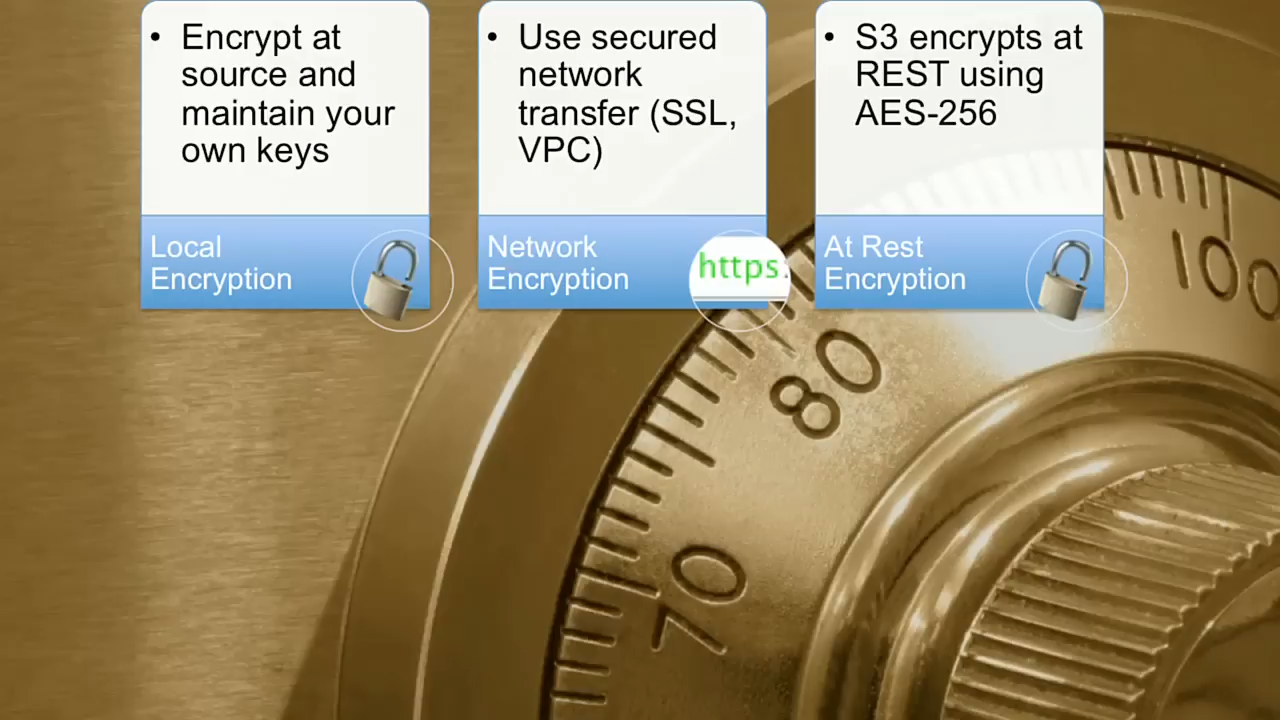 • Encrypt at
source and
maintain your
own keys
Local
Encryption
• Use secured
network
transfer (SSL,
VPC)
Network
Encryption
https:
• S3 encrypts at
REST using
AES-256
At Rest
Encryption
100
80
70